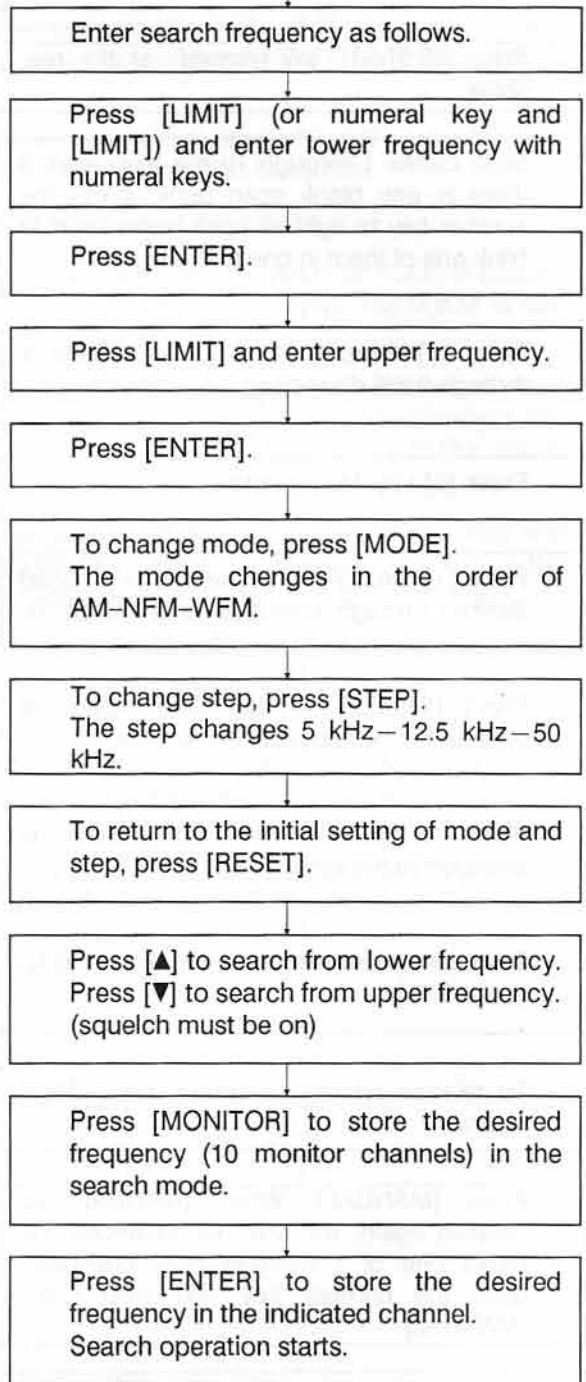 Enter search frequency as follows.
Press [LIMIT] (or numeral key and
[LIMIT]) and enter lower frequency with
numeral keys.
Press [ENTER].
Press [LIMIT] and enter upper frequency.
Press [ENTER].
To change mode, press [MODE].
The mode chenges in the order of
AM–NFM–WFM.
To change step, press [STEP].
The step changes 5 kHz—12.5 kHz—50
kHz.
To return to the initial setting of mode and
step, press [RESET].
Press [▲] to search from lower frequency.
Press [▼] to search from upper frequency.
(squelch must be on)
Press [MONITOR] to store the desired
frequency (10 monitor channels) in the
search mode.
Press [ENTER] to store the desired
frequency in the indicated channel.
Search operation starts.